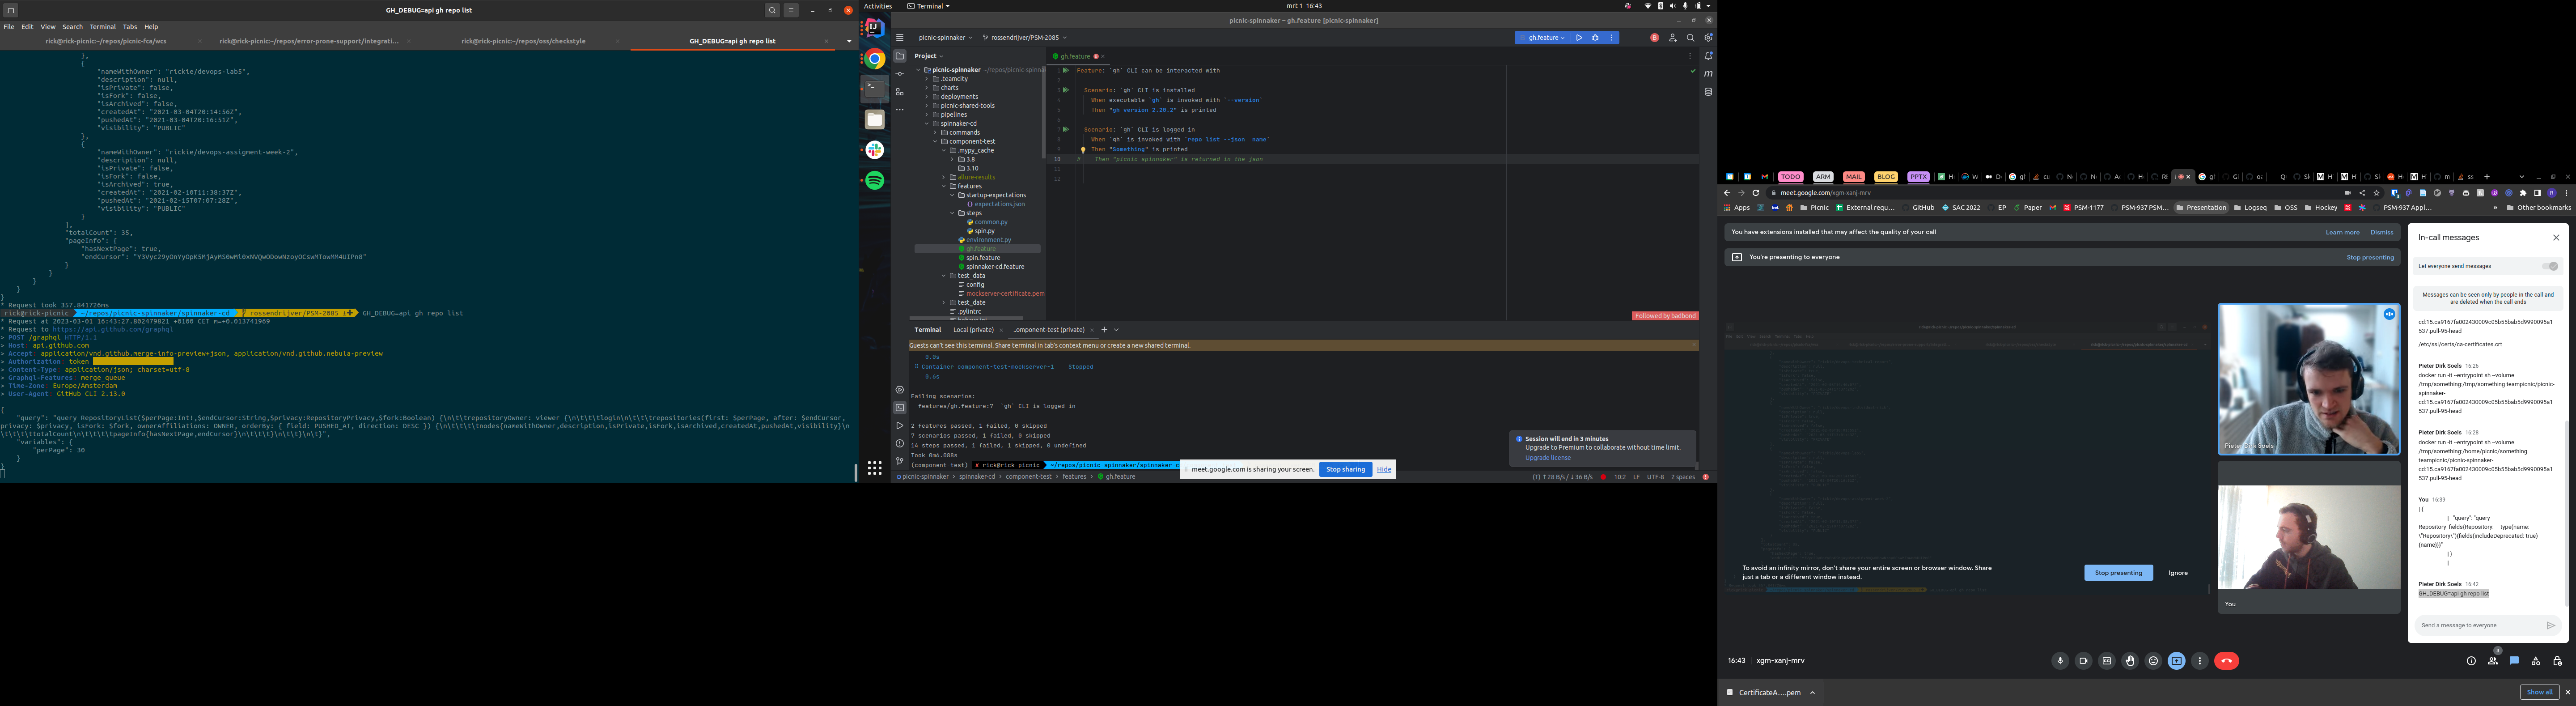 GH_DEBUG=api gh repo list
File Edit View Search Terminal Tabs Help
rick@rick-picnic:~/repos/picnic-fca/wcs
rick@rick-picnic:~/repos/error-prone-support/integrati...
rick@rick-picnic:~/repos/oss/checkstyle
GH_DEBUG=api gh repo list
},
{
"nameWithOwner": "rickie/devops-lab5",
"description": null,
"isPrivate": false,
"isFork": false,
"isArchived": false,
"createdAt": "2021-03-04T20:14:56Z",
"pushedAt": "2021-03-04T20:16:51Z",
"visibility": "PUBLIC"
},
{
"nameWithOwner": "rickie/devops-assigment-week-2",
"description": null,
"isPrivate": false,
"isFork": false,
"isArchived": true,
"createdAt": "2021-02-10T11:38:37Z",
"pushedAt": "2021-02-15T07:07:28Z",
"visibility": "PUBLIC"
}
],
"totalCount": 35,
"pageInfo": {
"hasNextPage": true,
}
}
}
}
}
* Request took 357.841726ms
rick@rick-picnic ~/repos/picnic-spinnaker/spinnaker-cd rossendrijver/PSM-2085 GH_DEBUG=api gh repo list
* Request at 2023-03-01 16:43:27.802479821 +0100 CET m=+0.013741969
* Request to https://api.github.com/graphql
> POST /graphql HTTP/1.1
> Host: api.github.com
> Accept: application/vnd.github.merge-info-preview+json, application/vnd.github.nebula-preview
> Authorization: token
> Content-Type: application/json; charset=utf-8
> Graphql-Features: merge_queue
> Time-Zone: Europe/Amsterdam
> User-Agent: GitHub CLI 2.13.0
{
"query": "query RepositoryList($perPage:Int!,$endCursor:String,$privacy:RepositoryPrivacy,$fork:Boolean) {\n\t\trepositoryOwner: viewer {\n\t\t\tlogin\n\t\t\trepositories(first: $perPage, after: $endCursor,
privacy: $privacy, isFork: $fork, ownerAffiliations: OWNER, orderBy: { field: PUSHED_AT, direction: DESC }) {\n\t\t\t\tnodes{nameWithOwner,description,isPrivate,isFork,isArchived,createdAt,pushedAt,visibility}\n
\t\t\t\ttotalCount\n\t\t\t\tpageInfo{hasNextPage,endCursor}\n\t\t\t}\n\t\t}\n\t}",
"variables": {
"perPage": 30
}
}
Activities Terminal mrt 1 16:43
picnic-spinnaker – gh.feature [picnic-spinnaker]
picnic-spinnaker rossendrijver/PSM-2085 gh.feature
Project
picnic-spinnaker ~/repos/picnic-spinn
.teamcity
charts
deployments
picnic-shared-tools
pipelines
spinnaker-cd
commands
component-test
.mypy_cache
3.8
3.10
allure-results
features
startup-expectations
expectations.json
steps
common.py
spin.py
environment.py
gh.feature
spin.feature
spinnaker-cd.feature
test_data
config
mockserver-certificate.pem
test_date
.pylintrc
gh.feature
1 Feature: `gh` CLI can be interacted with
2
3 Scenario: `gh` CLI is installed
4 When executable `gh` is invoked with `--version`
5 Then "gh version 2.20.2" is printed
6
7 Scenario: `gh` CLI is logged in
8 When `gh` is invoked with `repo list --json name`
9 Then "Something" is printed
10 # Then "picnic-spinnaker" is returned in the json
11
12
Followed by badbond
Terminal Local (private) ..omponent-test (private)
Guests can't see this terminal. Share terminal in tab's context menu or create a new shared terminal.
0.0s
Container component-test-mockserver-1 Stopped
0.6s
Failing scenarios:
features/gh.feature:7 `gh` CLI is logged in
2 features passed, 1 failed, 0 skipped
7 scenarios passed, 1 failed, 0 skipped
14 steps passed, 1 failed, 1 skipped, 0 undefined
Took 0m6.088s
(component-test) ✗ rick@rick-picnic ~/repos/picnic-spinnaker/spinnaker-c
Session will end in 3 minutes
Upgrade to Premium to collaborate without time limit.
Upgrade license
meet.google.com is sharing your screen. Stop sharing Hide
picnic-spinnaker > spinnaker-cd > component-test > features > gh.feature
(T) ↑28 B/s / ↓36 B/s 10:2 LF UTF-8 2 spaces
TODO ARM MAIL BLOG PPTX
meet.google.com/xgm-xanj-mrv
Apps Picnic External requ... GitHub SAC 2022 EP Paper PSM-1177 PSM-937 PSM... Presentation Logseq OSS Hockey PSM-937 Appl... » Other bookmarks
You have extensions installed that may affect the quality of your call Learn more Dismiss
You're presenting to everyone Stop presenting
To avoid an infinity mirror, don't share your entire screen or browser window. Share
just a tab or a different window instead.
Stop presenting Ignore
Pieter Dirk Soels
You
In-call messages
Let everyone send messages
Messages can be seen only by people in the call and
are deleted when the call ends
cd:15.ca9167fa002430009c05b55bab5d9990095a1
537.pull-95-head
/etc/ssl/certs/ca-certificates.crt
Pieter Dirk Soels 16:26
docker run -it --entrypoint sh --volume
/tmp/something:/tmp/something teampicnic/picnic-
spinnaker-
cd:15.ca9167fa002430009c05b55bab5d9990095a1
537.pull-95-head
Pieter Dirk Soels 16:28
docker run -it --entrypoint sh --volume
/tmp/something:/home/picnic/something
teampicnic/picnic-spinnaker-
cd:15.ca9167fa002430009c05b55bab5d9990095a1
537.pull-95-head
You 16:39
| {
| "query": "query
Repository_fields{Repository: __type(name:
\"Repository\"){fields(includeDeprecated: true)
{name}}}"
| }
|
Pieter Dirk Soels 16:42
GH_DEBUG=api gh repo list
Send a message to everyone
16:43 | xgm-xanj-mrv
3
CertificateA....pem
Show all